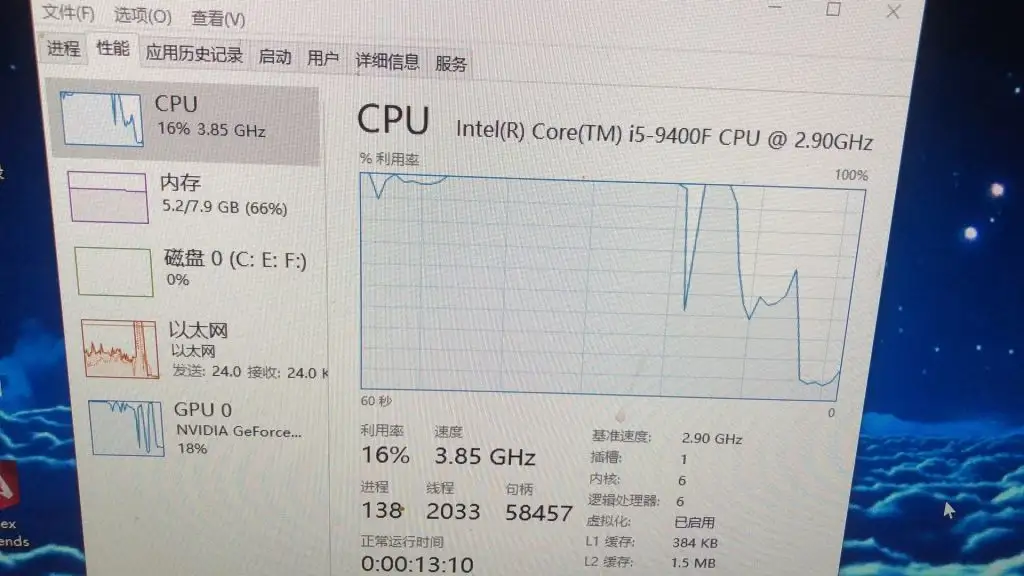 文件(F) 选项(O) 查看(V)
进程 性能 应用历史记录 启动 用户 详细信息 服务
CPU
16% 3.85 GHz
内存
5.2/7.9 GB (66%)
磁盘 0 (C: E: F:)
0%
以太网
以太网
发送: 24.0 接收: 24.0 K
GPU 0
NVIDIA GeForce...
18%
CPU Intel(R) Core(TM) i5-9400F CPU @ 2.90GHz
% 利用率 100%
60 秒 0
利用率 速度
16% 3.85 GHz
进程 线程 句柄
138 2033 58457
正常运行时间
0:00:13:10
基准速度: 2.90 GHz
插槽: 1
内核: 6
逻辑处理器: 6
虚拟化: 已启用
L1 缓存: 384 KB
L2 缓存: 1.5 MB
ex
ends